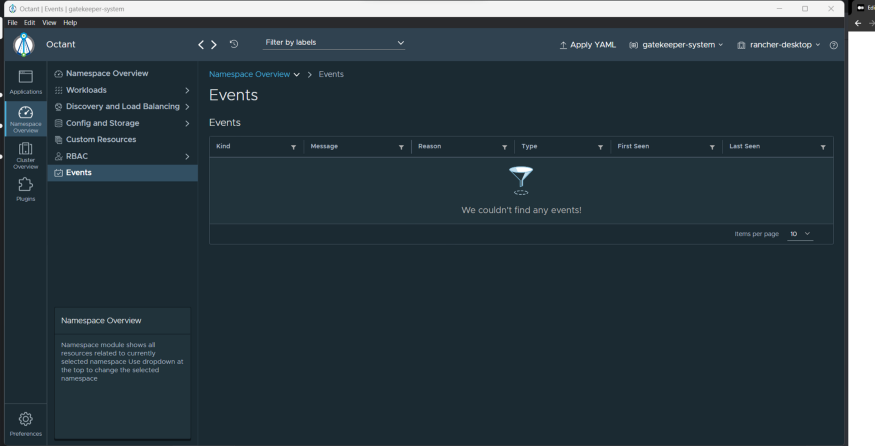 Octant | Events | gatekeeper-system
File Edit View Help
Octant
Filter by labels
Apply YAML
gatekeeper-system
rancher-desktop
Applications
Namespace Overview
Cluster Overview
Plugins
Preferences
Namespace Overview
Workloads
Discovery and Load Balancing
Config and Storage
Custom Resources
RBAC
Events
Namespace Overview > Events
Events
Events
Kind Message Reason Type First Seen Last Seen
We couldn't find any events!
Items per page 10
Namespace Overview
Namespace module shows all
resources related to currently
selected namespace Use dropdown at
the top to change the selected
namespace